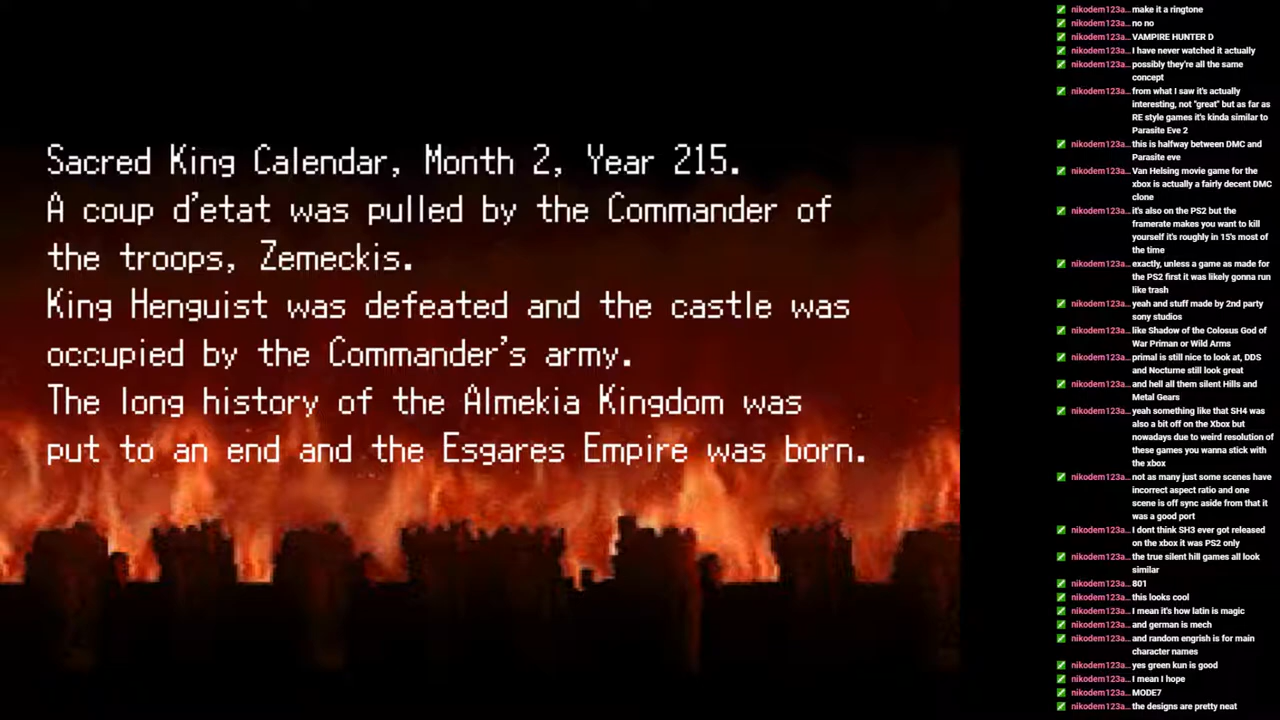 Sacred King Calendar, Month 2, Year 215.
A coup d'etat was pulled by the Commander of
the troops, Zemeckis.
King Henguist was defeated and the castle was
occupied by the Commander's army.
The long history of the Almekia Kingdom was
put to an end and the Esgares Empire was born.
nikodem123a... make it a ringtone
nikodem123a... no no
nikodem123a... VAMPIRE HUNTER D
nikodem123a... I have never watched it actually
nikodem123a... possibly they're all the same
concept
nikodem123a... from what I saw it's actually
interesting, not "great" but as far as
RE style games it's kinda similar to
Parasite Eve 2
nikodem123a... this is halfway between DMC and
Parasite eve
nikodem123a... Van Helsing movie game for the
xbox is actually a fairly decent DMC
clone
nikodem123a... it's also on the PS2 but the
framerate makes you want to kill
yourself it's roughly in 15's most of
the time
nikodem123a... exactly, unless a game as made for
the PS2 first it was likely gonna run
like trash
nikodem123a... yeah and stuff made by 2nd party
sony studios
nikodem123a... like Shadow of the Colosus God of
War Priman or Wild Arms
nikodem123a... primal is still nice to look at, DDS
and Nocturne still look great
nikodem123a... and hell all them silent Hills and
Metal Gears
nikodem123a... yeah something like that SH4 was
also a bit off on the Xbox but
nowadays due to weird resolution of
these games you wanna stick with
the xbox
nikodem123a... not as many just some scenes have
incorrect aspect ratio and one
scene is off sync aside from that it
was a good port
nikodem123a... I dont think SH3 ever got released
on the xbox it was PS2 only
nikodem123a... the true silent hill games all look
similar
nikodem123a... 801
nikodem123a... this looks cool
nikodem123a... I mean it's how latin is magic
nikodem123a... and german is mech
nikodem123a... and random engrish is for main
character names
nikodem123a... yes green kun is good
nikodem123a... I mean I hope
nikodem123a... MODE7
nikodem123a... the designs are pretty neat